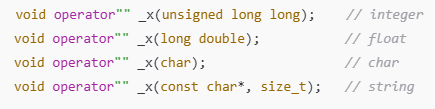 void operator"" _x(unsigned long long); // integer
void operator"" _x(long double); // float
void operator"" _x(char); // char
void operator"" _x(const char*, size_t); // string